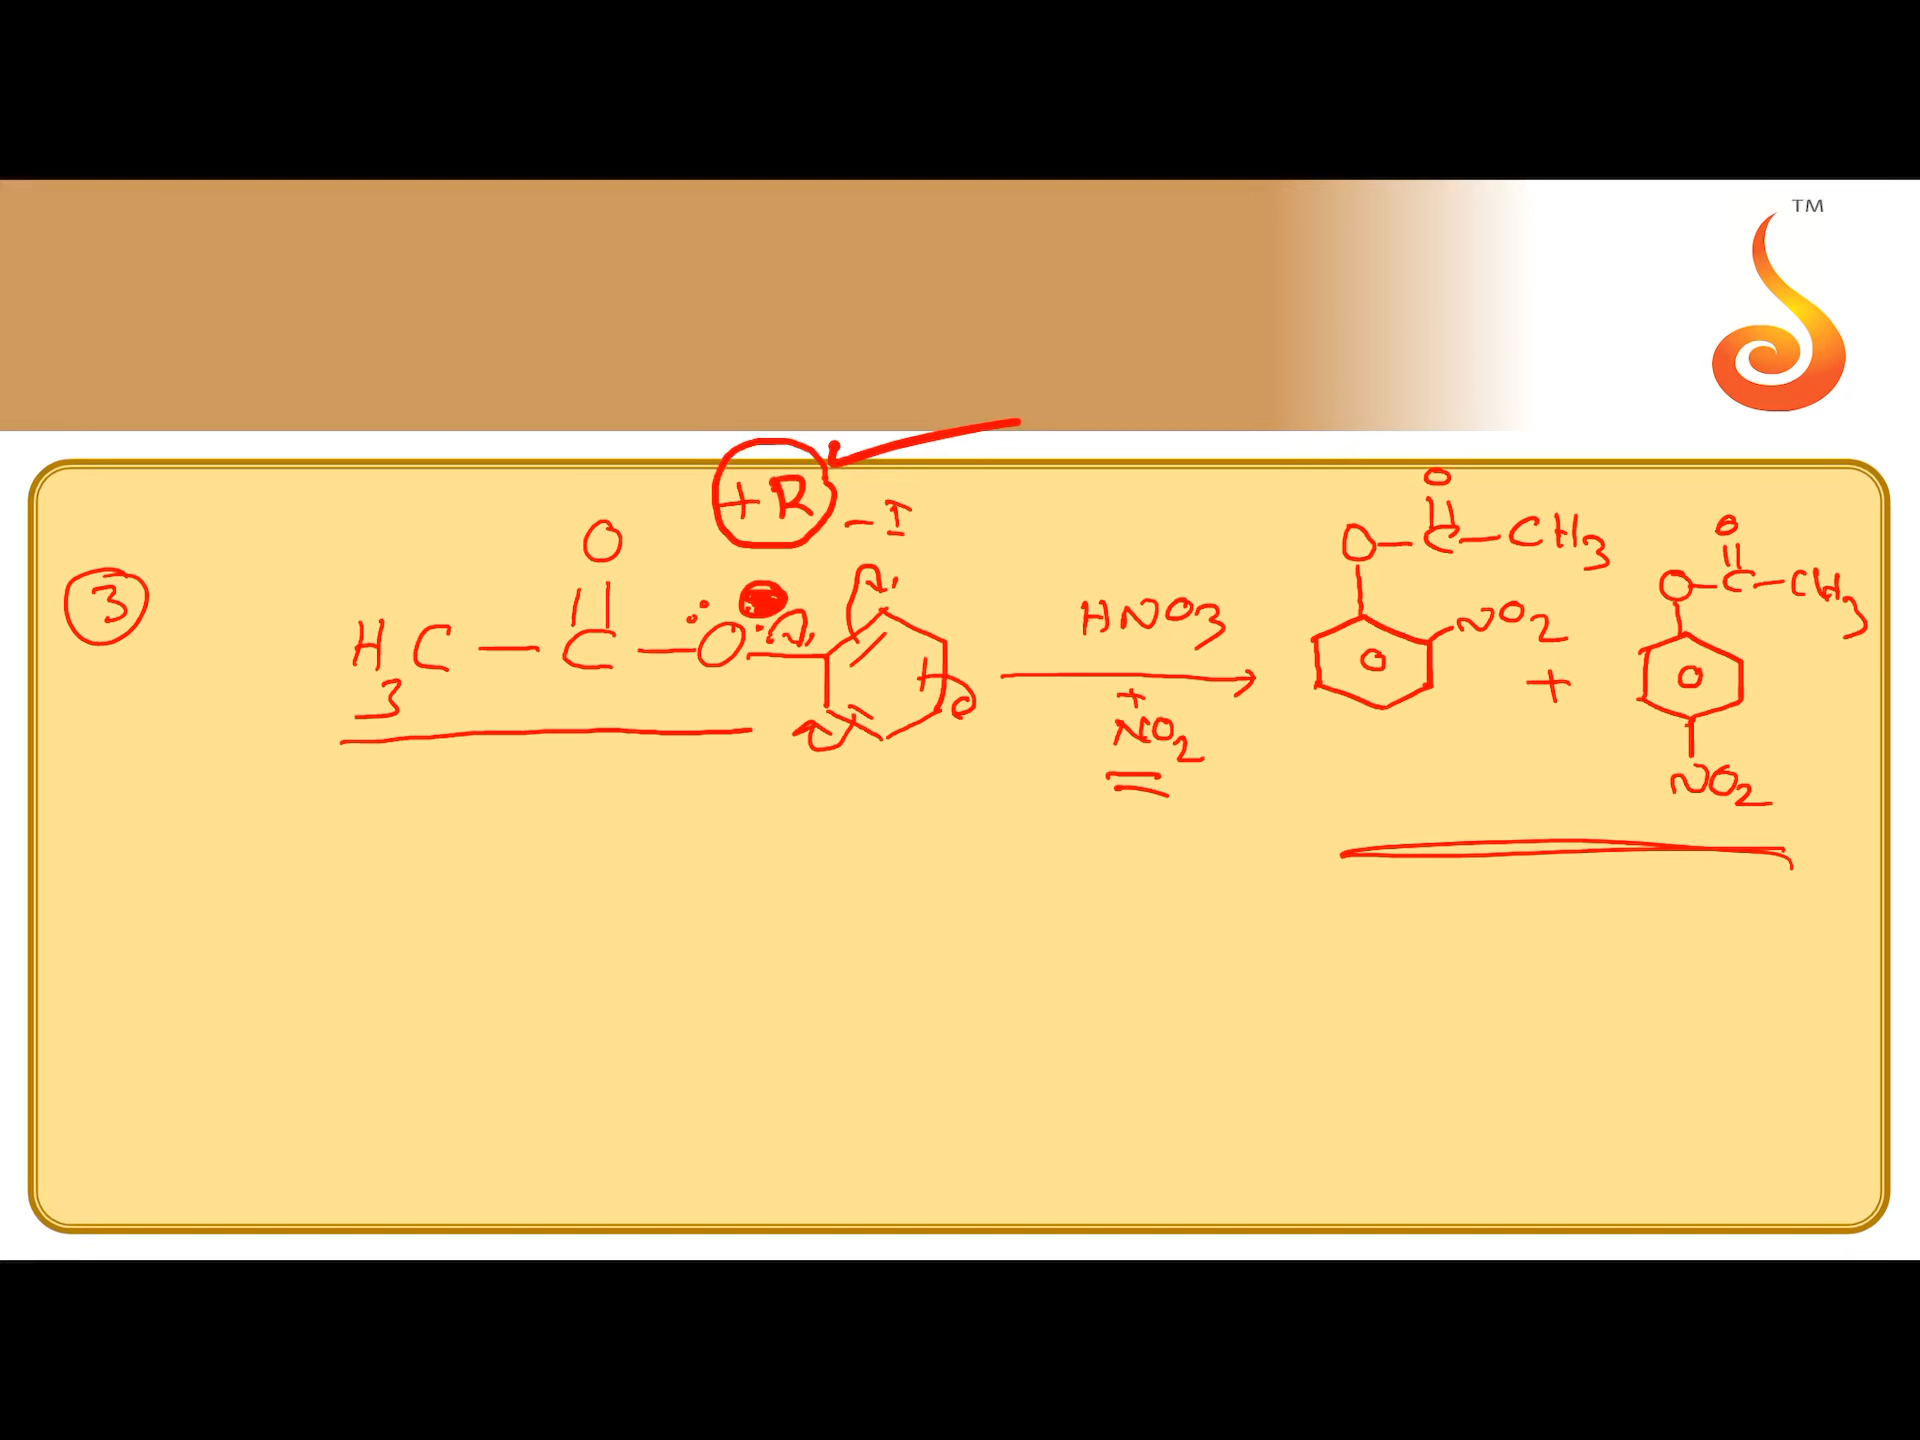 TM
+R
-I
3
O
H3C-C-O
HNO3
+
NO2
O
O-C-CH3
NO2
+
O
O-C-CH3
NO2